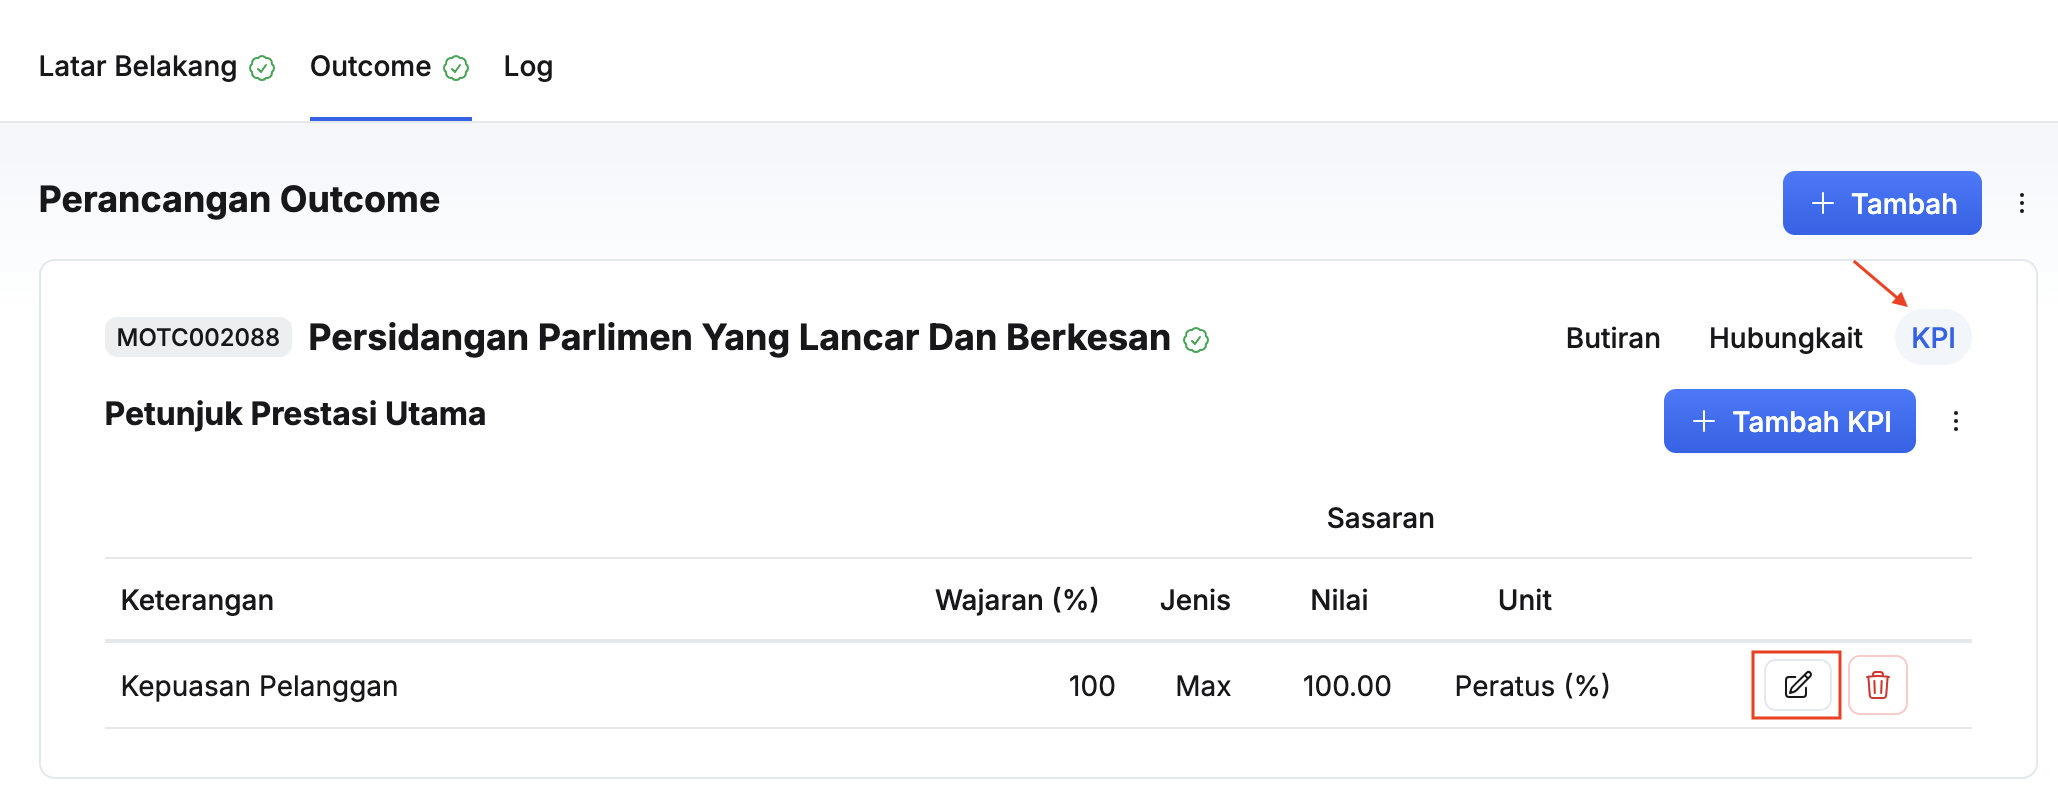 Latar Belakang Outcome Log
Perancangan Outcome + Tambah
MOTC002088 Persidangan Parlimen Yang Lancar Dan Berkesan Butiran Hubungkait KPI
Petunjuk Prestasi Utama + Tambah KPI
Sasaran
Keterangan Wajaran (%) Jenis Nilai Unit
Kepuasan Pelanggan 100 Max 100.00 Peratus (%)